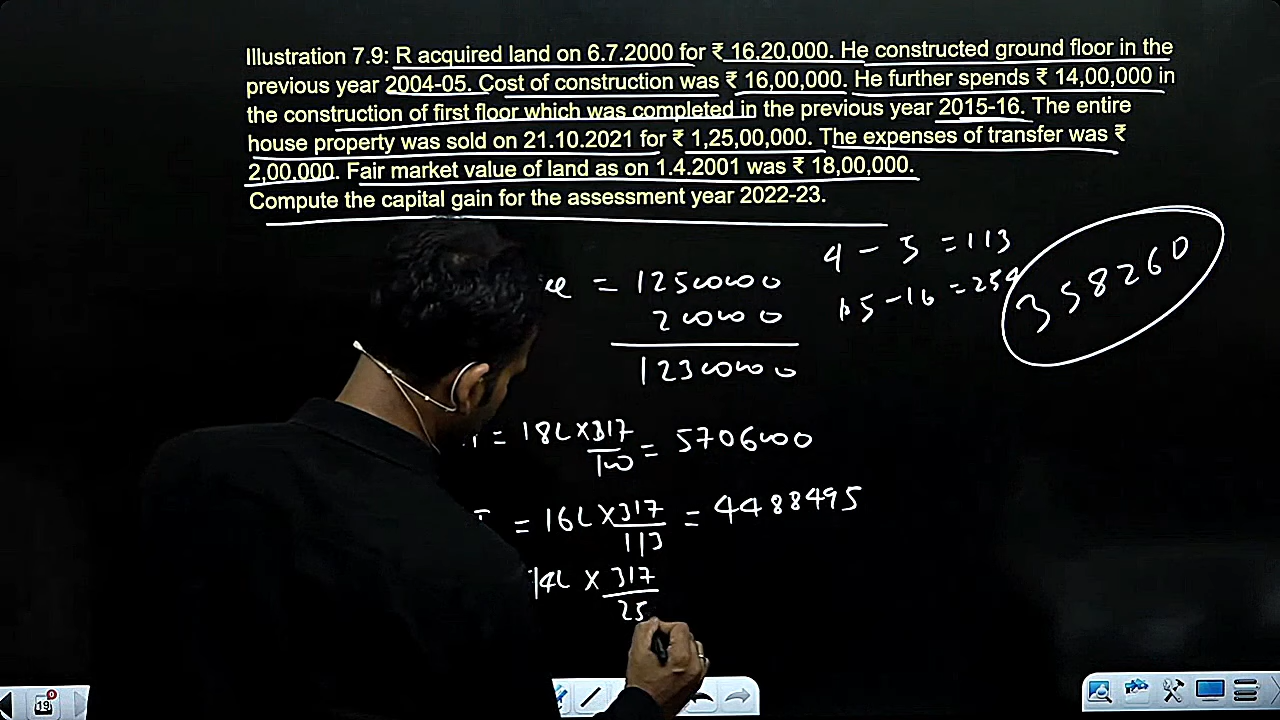 Illustration 7.9: R acquired land on 6.7.2000 for ₹ 16,20,000. He constructed ground floor in the
previous year 2004-05. Cost of construction was ₹ 16,00,000. He further spends ₹ 14,00,000 in
the construction of first floor which was completed in the previous year 2015-16. The entire
house property was sold on 21.10.2021 for ₹ 1,25,00,000. The expenses of transfer was ₹
2,00,000. Fair market value of land as on 1.4.2001 was ₹ 18,00,000.
Compute the capital gain for the assessment year 2022-23.
4 - 5 = 113
15-16 = 254
358260
= 12500000
200000
12300000
= 18L × 317
100
= 5706000
= 16L × 317
113
= 4488495
14L × 317
25
19
0